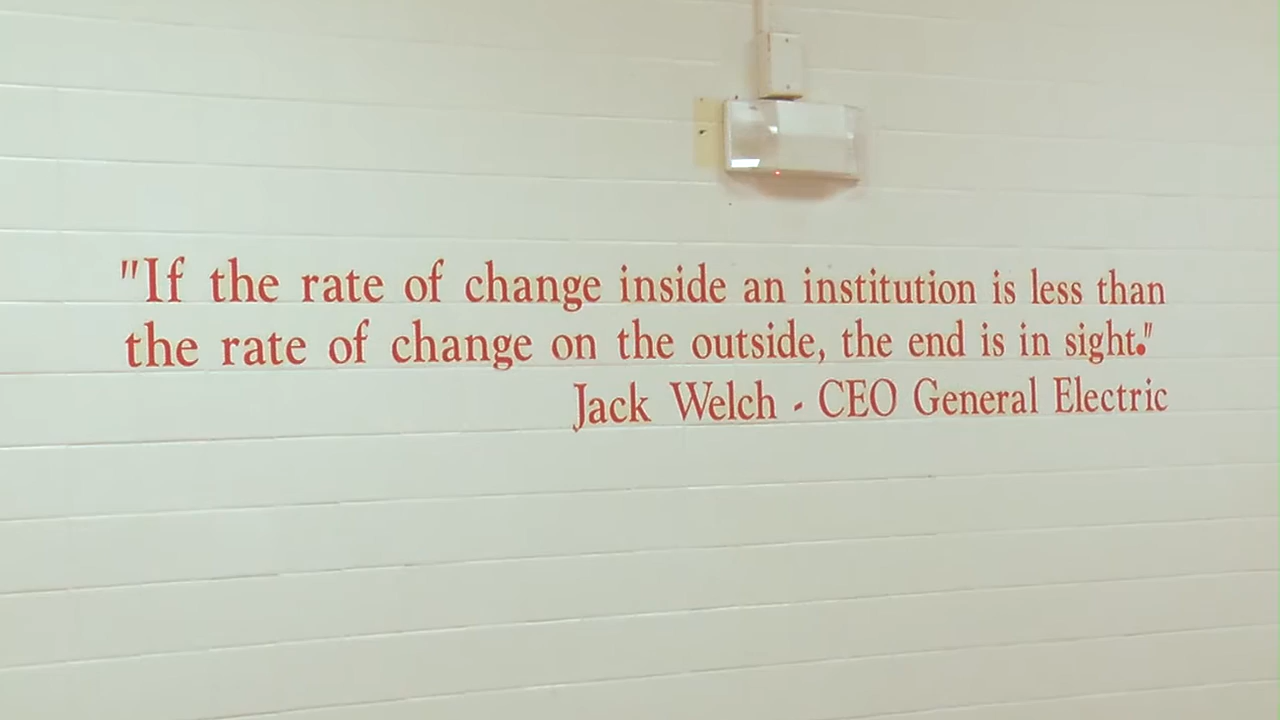 "If the rate of change inside an institution is less than
the rate of change on the outside, the end is in sight."
Jack Welch - CEO General Electric